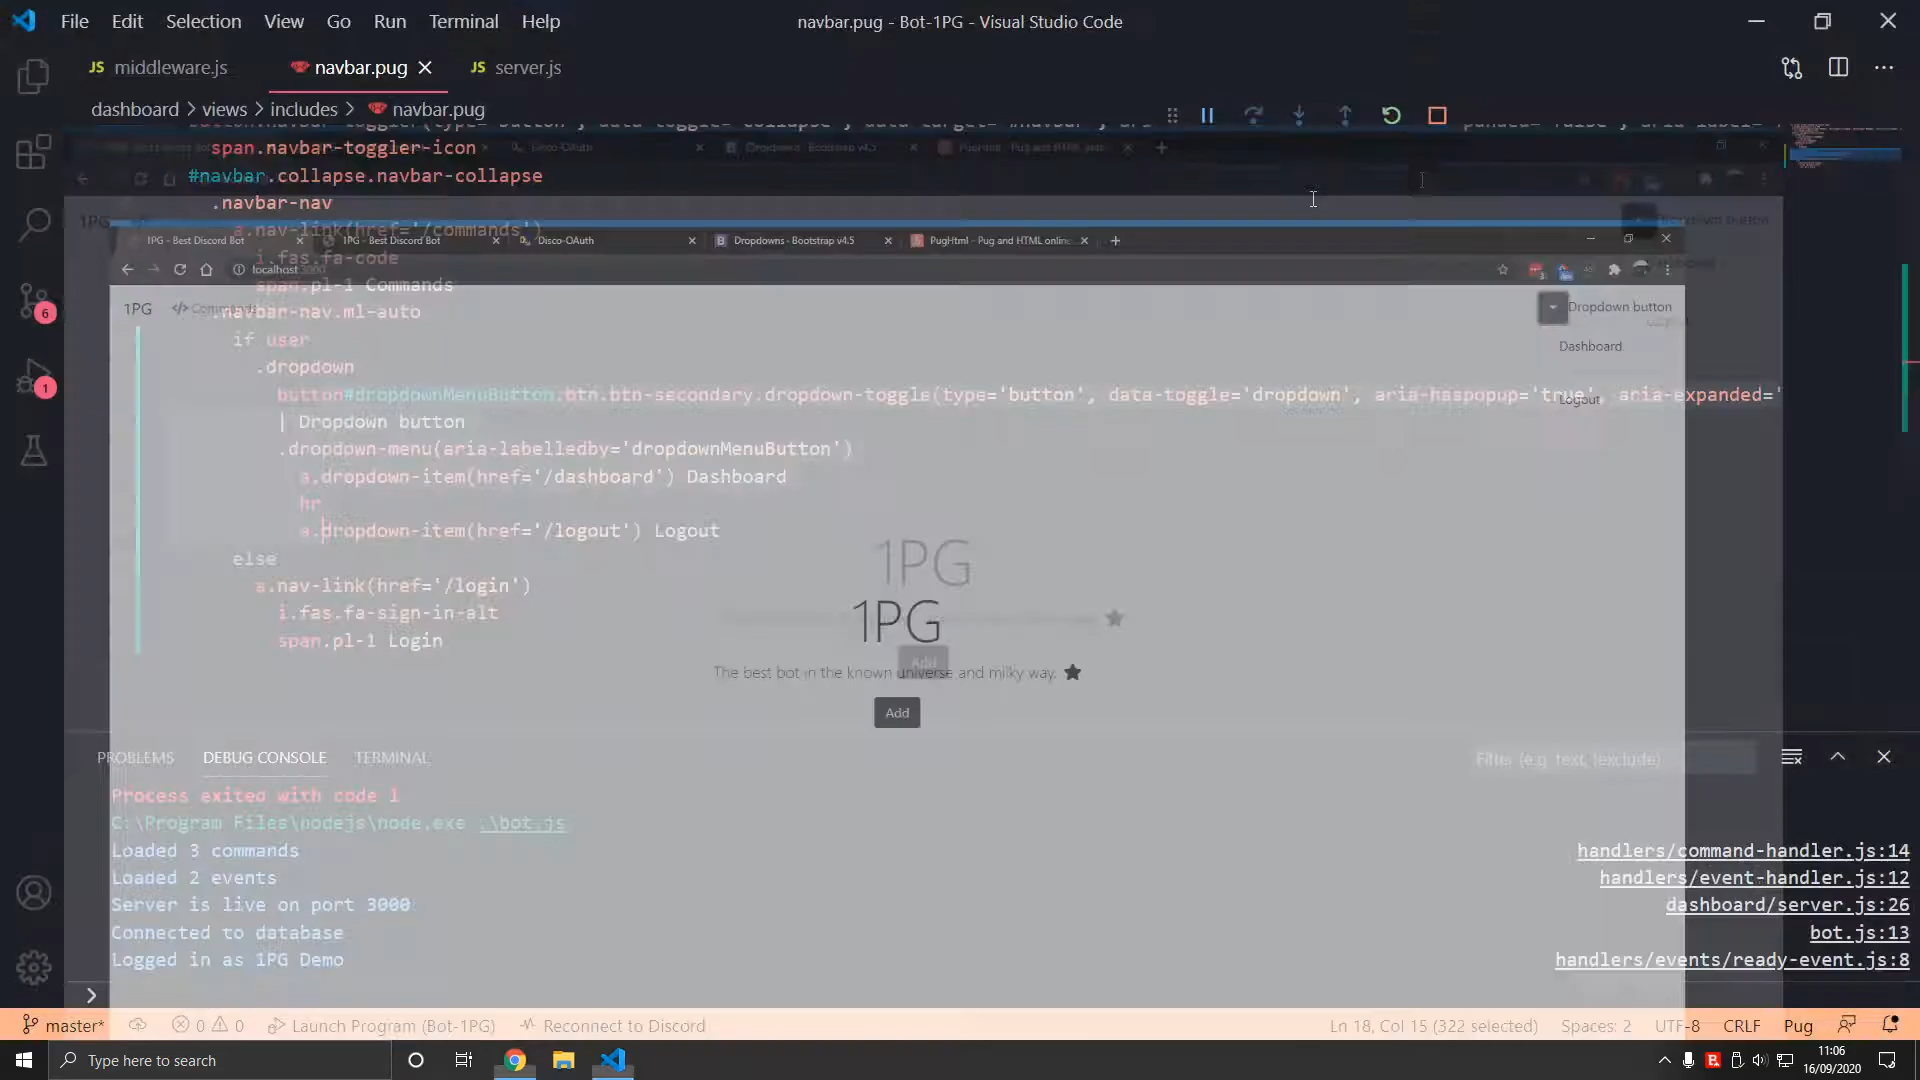 File Edit Selection View Go Run Terminal Help
navbar.pug - Bot-1PG - Visual Studio Code
JS middleware.js
navbar.pug
JS server.js
dashboard > views > includes > navbar.pug
span.navbar-toggler-icon
#navbar.collapse.navbar-collapse
.navbar-nav
a.nav-link(href='/commands')
i.fas.fa-code
span.pl-1 Commands
.navbar-nav.ml-auto
if user
.dropdown
button#dropdownMenuButton.btn.btn-secondary.dropdown-toggle(type='button', data-toggle='dropdown', aria-haspopup='true', aria-expanded='
| Dropdown button
.dropdown-menu(aria-labelledby='dropdownMenuButton')
a.dropdown-item(href='/dashboard') Dashboard
hr
a.dropdown-item(href='/logout') Logout
else
a.nav-link(href='/login')
i.fas.fa-sign-in-alt
span.pl-1 Login
1PG - Best Discord Bot
1PG - Best Discord Bot
Disco-OAuth
Dropdowns - Bootstrap v4.5
PugHtml - Pug and HTML online
localhost:3000
1PG
</> Commands
Dropdown button
Dashboard
Logout
1PG
1PG
The best bot in the known universe and milky way.
Add
Add
PROBLEMS
DEBUG CONSOLE
TERMINAL
Filter (e.g. text, !exclude)
Process exited with code 1
C:\Program Files\nodejs\node.exe .\bot.js
Loaded 3 commands
handlers/command-handler.js:14
Loaded 2 events
handlers/event-handler.js:12
Server is live on port 3000
dashboard/server.js:26
Connected to database
bot.js:13
Logged in as 1PG Demo
handlers/events/ready-event.js:8
6
1
master*
0
0
Launch Program (Bot-1PG)
Reconnect to Discord
Ln 18, Col 15 (322 selected)
Spaces: 2
UTF-8
CRLF
Pug
Type here to search
11:06
16/09/2020